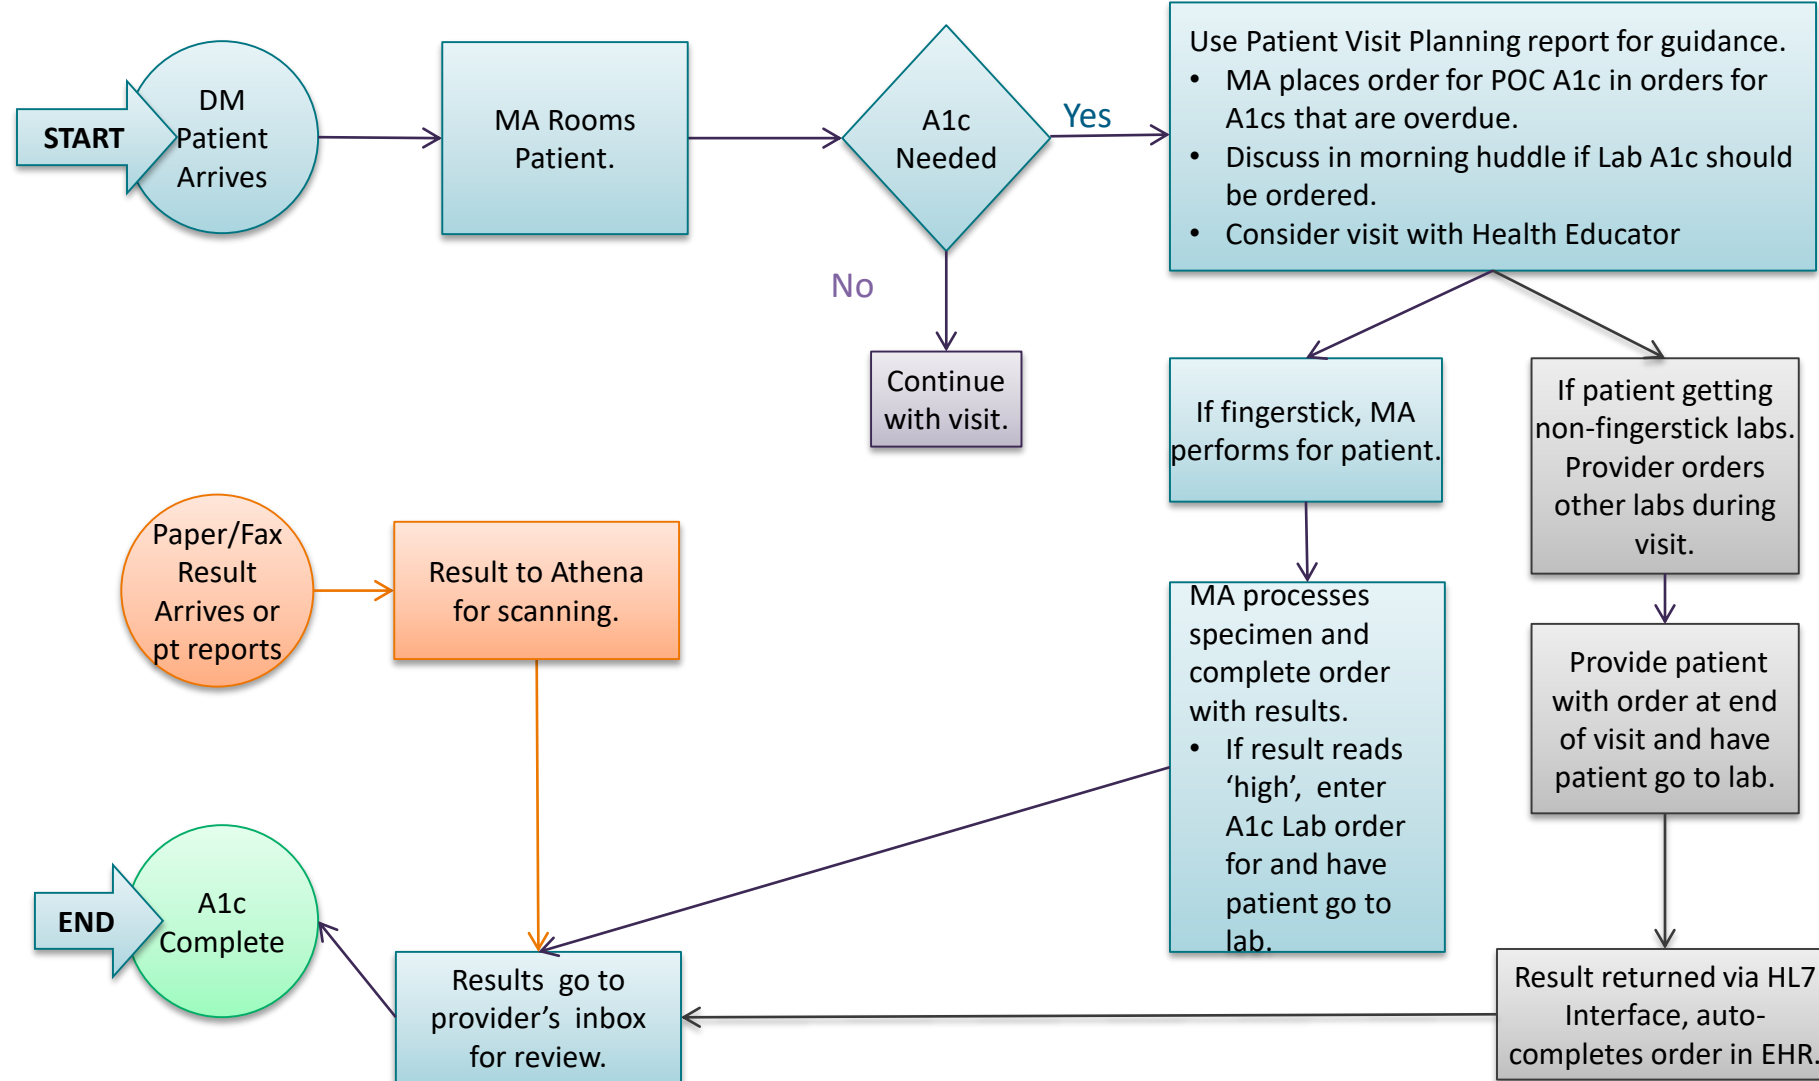 START
DM
Patient
Arrives
MA Rooms
Patient.
A1c
Needed
Yes
No
Use Patient Visit Planning report for guidance.
• MA places order for POC A1c in orders for
A1cs that are overdue.
• Discuss in morning huddle if Lab A1c should
be ordered.
• Consider visit with Health Educator
Continue
with visit.
If fingerstick, MA
performs for patient.
If patient getting
non-fingerstick labs.
Provider orders
other labs during
visit.
Paper/Fax
Result
Arrives or
pt reports
Result to Athena
for scanning.
MA processes
specimen and
complete order
with results.
• If result reads
‘high’, enter
A1c Lab order
for and have
patient go to
lab.
Provide patient
with order at end
of visit and have
patient go to lab.
END
A1c
Complete
Results go to
provider’s inbox
for review.
Result returned via HL7
Interface, auto-
completes order in EHR.